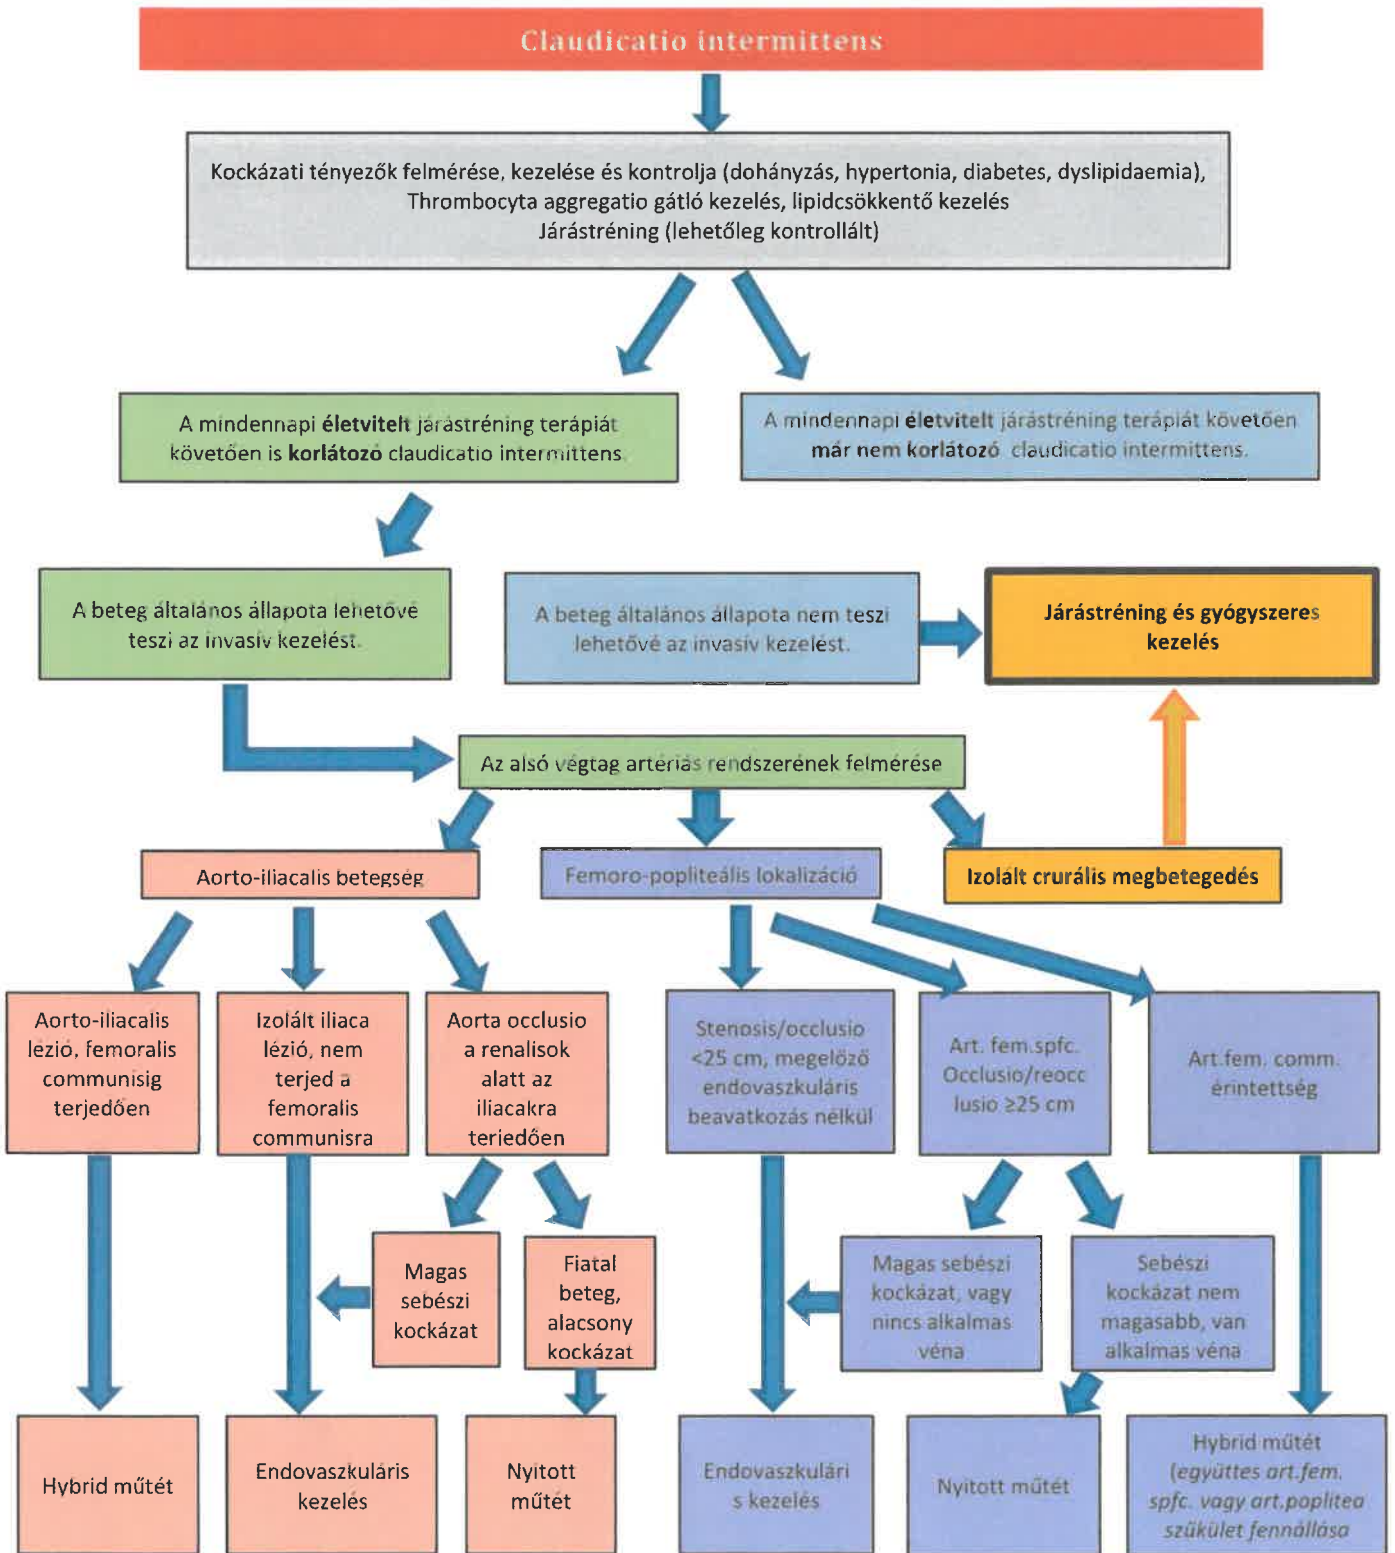 Claudicatio intermittens
Kockázati tényezők felmérése, kezelése és kontrolja (dohányzás, hypertonia, diabetes, dyslipidaemia),
Thrombocyta aggregatio gátló kezelés, lipidcsökkentő kezelés
Járástréning (lehetőleg kontrollált)
A mindennapi életvitelt járástréning terápiát
követően is korlátozó claudicatio intermittens.
A mindennapi életvitelt járástréning terápiát követően
már nem korlátozó claudicatio intermittens.
A beteg általános állapota lehetővé
teszi az invasiv kezelést.
A beteg általános állapota nem teszi
lehetővé az invasiv kezelést.
Járástréning és gyógyszeres
kezelés
Az alsó végtag artériás rendszerének felmérése
Aorto-iliacalis betegség
Femoro-popliteális lokalizáció
Izolált crurális megbetegedés
Aorto-iliacalis
lézió, femoralis
communisig
terjedően
Izolált iliaca
lézió, nem
terjed a
femoralis
communisra
Aorta occlusio
a renalisok
alatt az
iliacakra
terjedően
Stenosis/occlusio
<25 cm, megelőző
endovaszkuláris
beavatkozás nélkül
Art. fem.spfc.
Occlusio/reocc
lusio ≥25 cm
Art.fem. comm.
érintettség
Magas
sebészi
kockázat
Fiatal
beteg,
alacsony
kockázat
Magas sebészi
kockázat, vagy
nincs alkalmas
véna
Sebészi
kockázat nem
magasabb, van
alkalmas véna
Hybrid műtét
Endovaszkuláris
kezelés
Nyitott
műtét
Endovaszkulári
s kezelés
Nyitott műtét
Hybrid műtét
(együttes art.fem.
spfc. vagy art.poplitea
szűkület fennállása